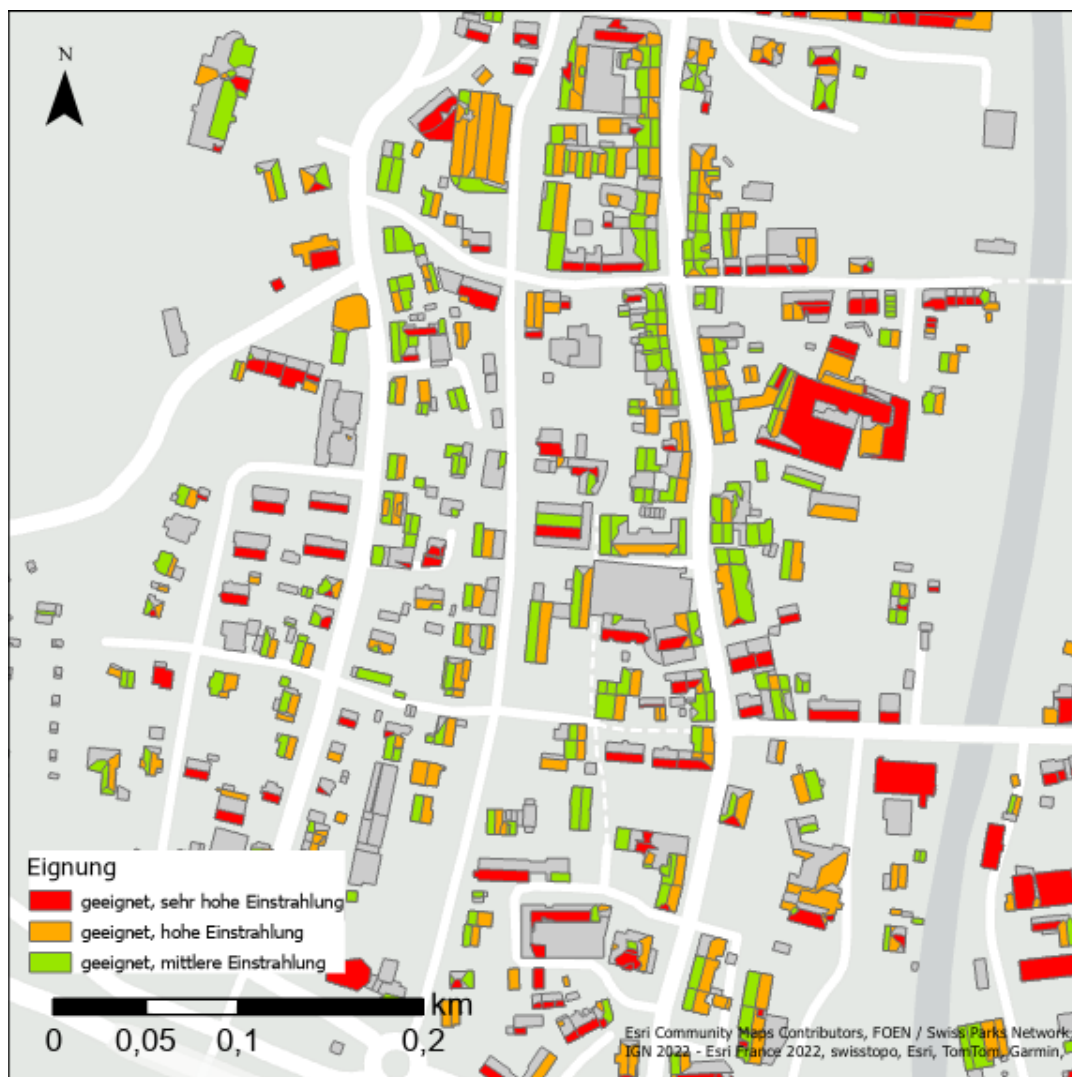 N
Eignung
geeignet, sehr hohe Einstrahlung
geeignet, hohe Einstrahlung
geeignet, mittlere Einstrahlung
km
0 0,05 0,1 0,2
Esri Community Maps Contributors, FOEN / Swiss Parks Network,
IGN 2022 - Esri France 2022, swisstopo, Esri, TomTom, Garmin,